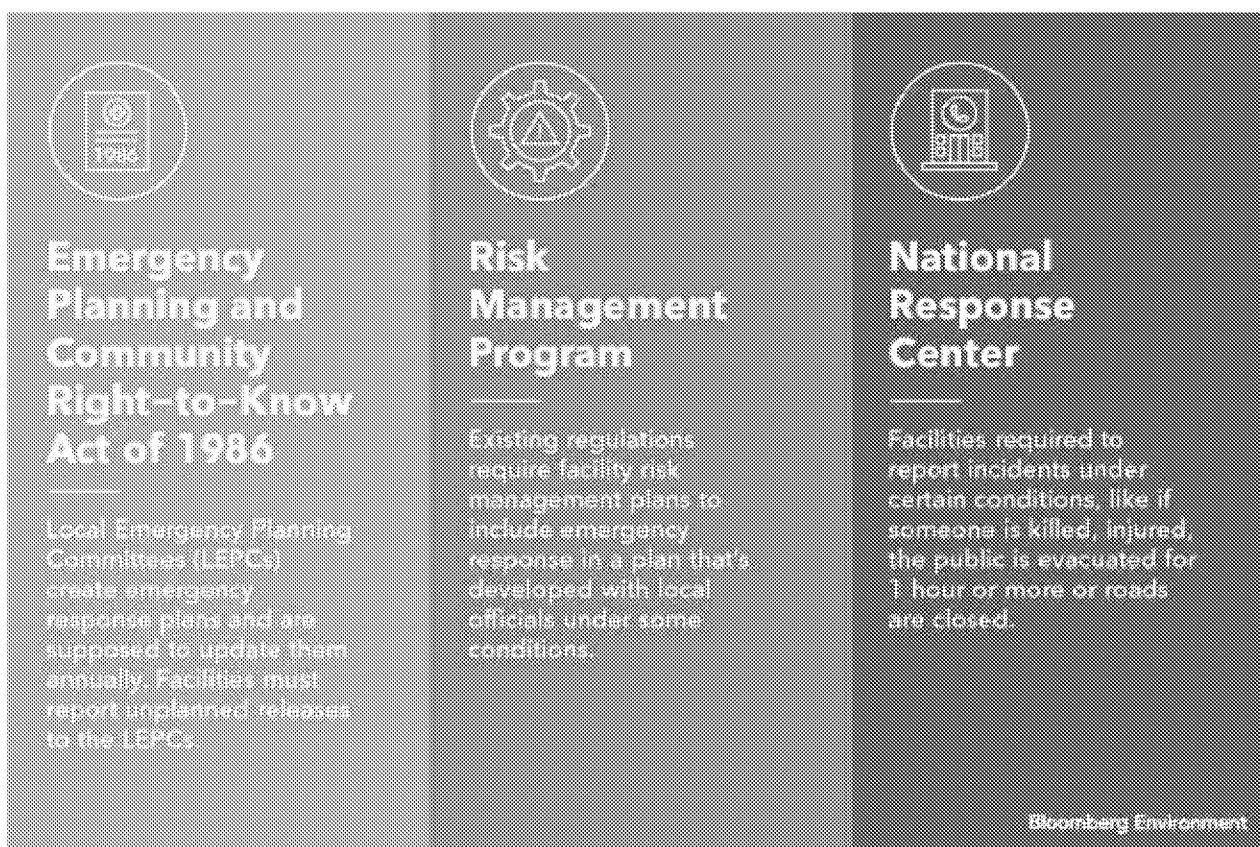 1986
Emergency
Planning and
Community
Right-to-Know
Act of 1986
Local Emergency Planning
Committees (LEPCs)
create emergency
response plans and are
supposed to update them
annually. Facilities must
report unplanned releases
to the LEPCs.
Risk
Management
Program
Existing regulations
require facility risk
management plans to
include emergency
response in a plan that's
developed with local
officials under some
conditions.
National
Response
Center
Facilities required to
report incidents under
certain conditions, like if
someone is killed, injured,
the public is evacuated for
1 hour or more or roads
are closed.
Bloomberg Environment